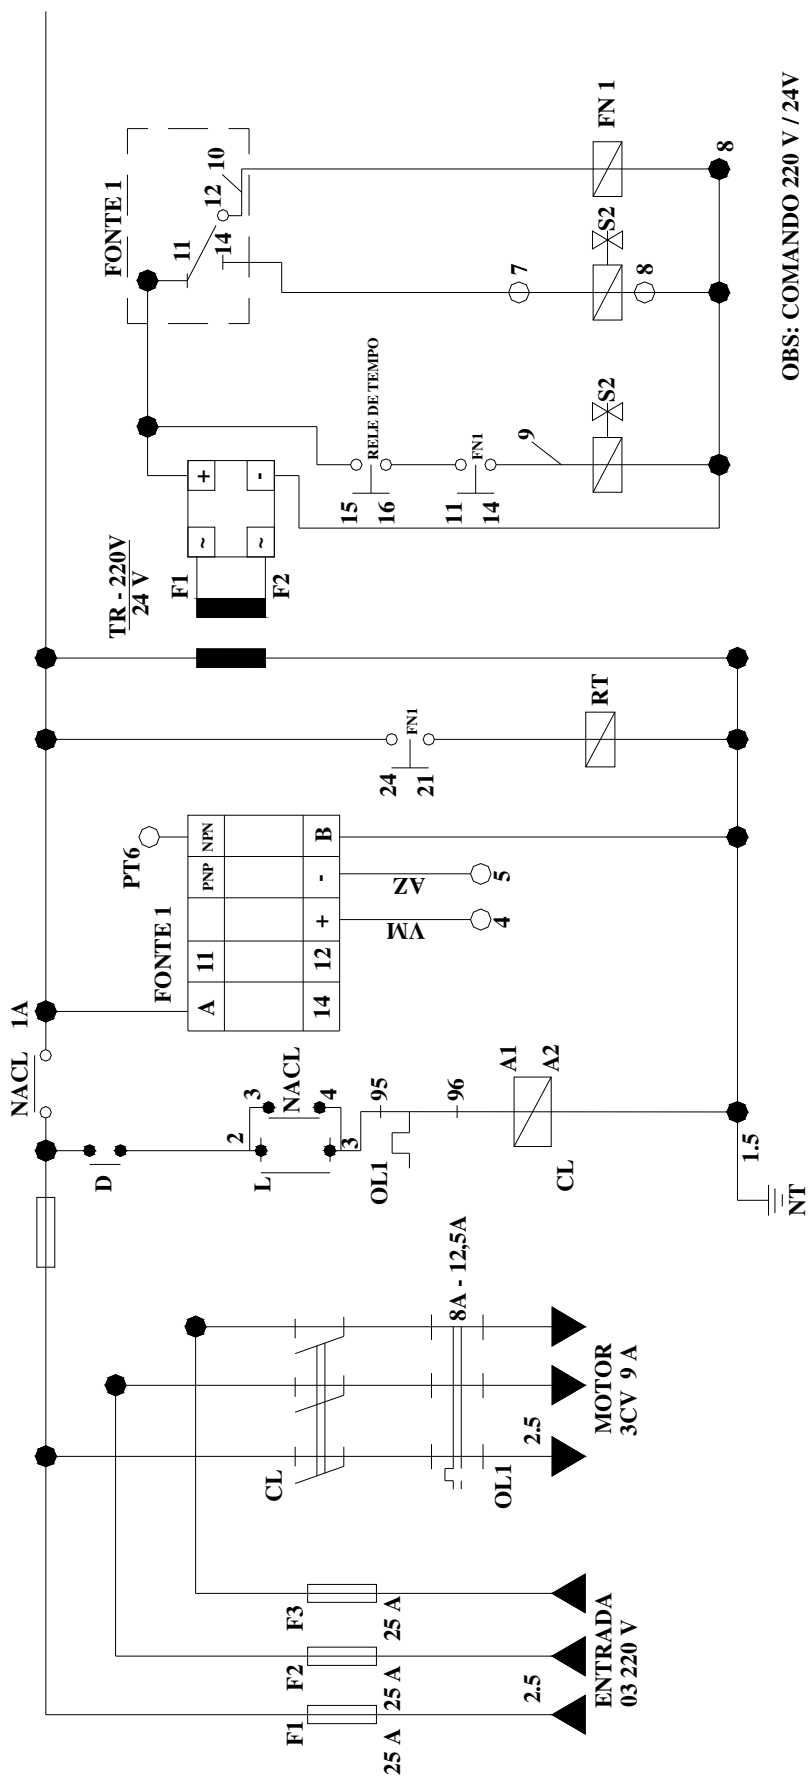 F1
25 A
F2
25 A
F3
25 A
2.5
ENTRADA
03 220 V
CL
8A - 12,5A
OL1
2.5
MOTOR
3CV 9 A
D
L
2
3
NACL
4
3
OL1
95
96
A1
A2
CL
1.5
NT
NACL
1A
FONTE 1
A
11
PNP
NPN
14
12
+
-
B
PT6
VM
AZ
4
5
24
21
FN1
RT
TR - 220V
24 V
F1
F2
~
~
+
-
15
16
RELE DE TEMPO
11
14
FN1
9
S2
FONTE 1
11
12
14
10
7
8
S2
FN 1
8
OBS: COMANDO 220 V / 24V